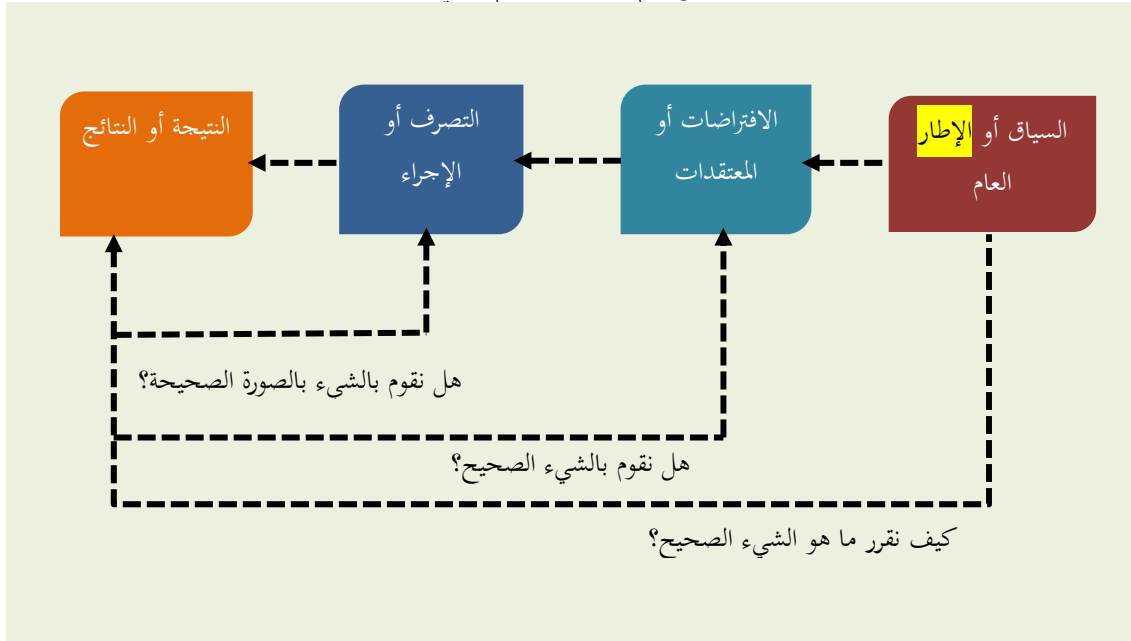 السياق أو الإطار
العام
الافتراضات أو
المعتقدات
التصرف أو
الإجراء
النتيجة أو النتائج
هل نقوم بالشيء بالصورة الصحيحة؟
هل نقوم بالشيء الصحيح؟
كيف نقرر ما هو الشيء الصحيح؟